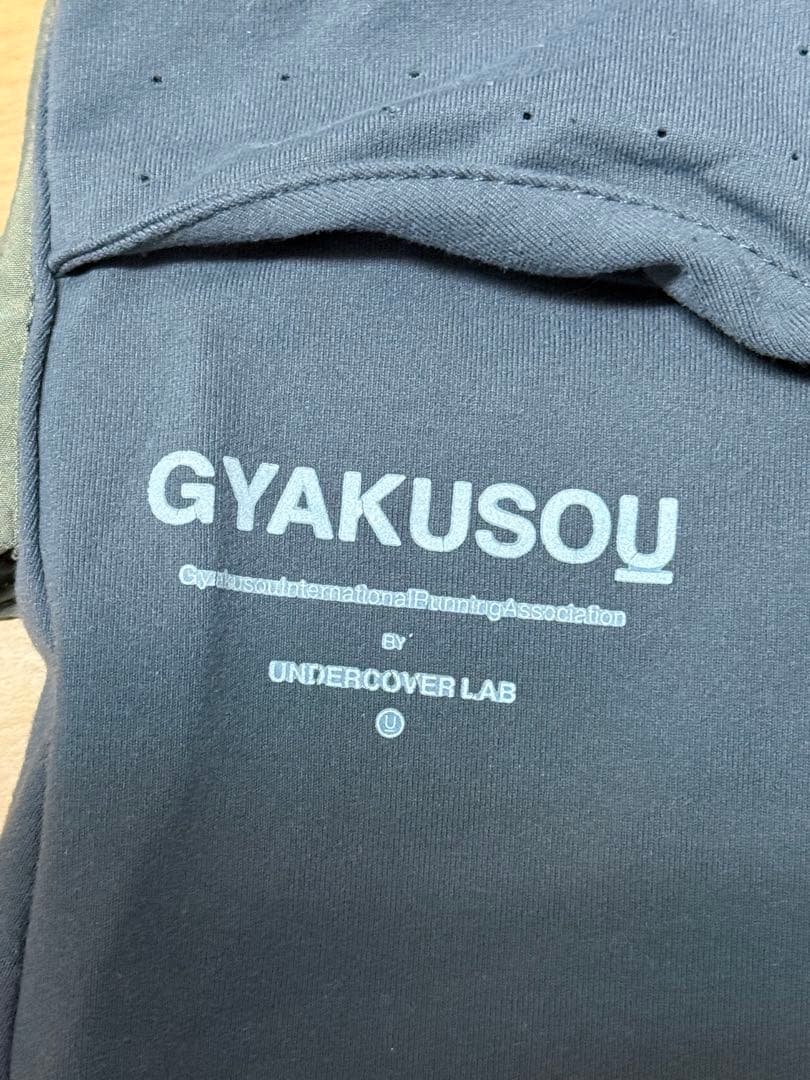 GYAKUSOU
GyakusouInternationalRunningAssociation
BY
UNDERCOVER LAB
U